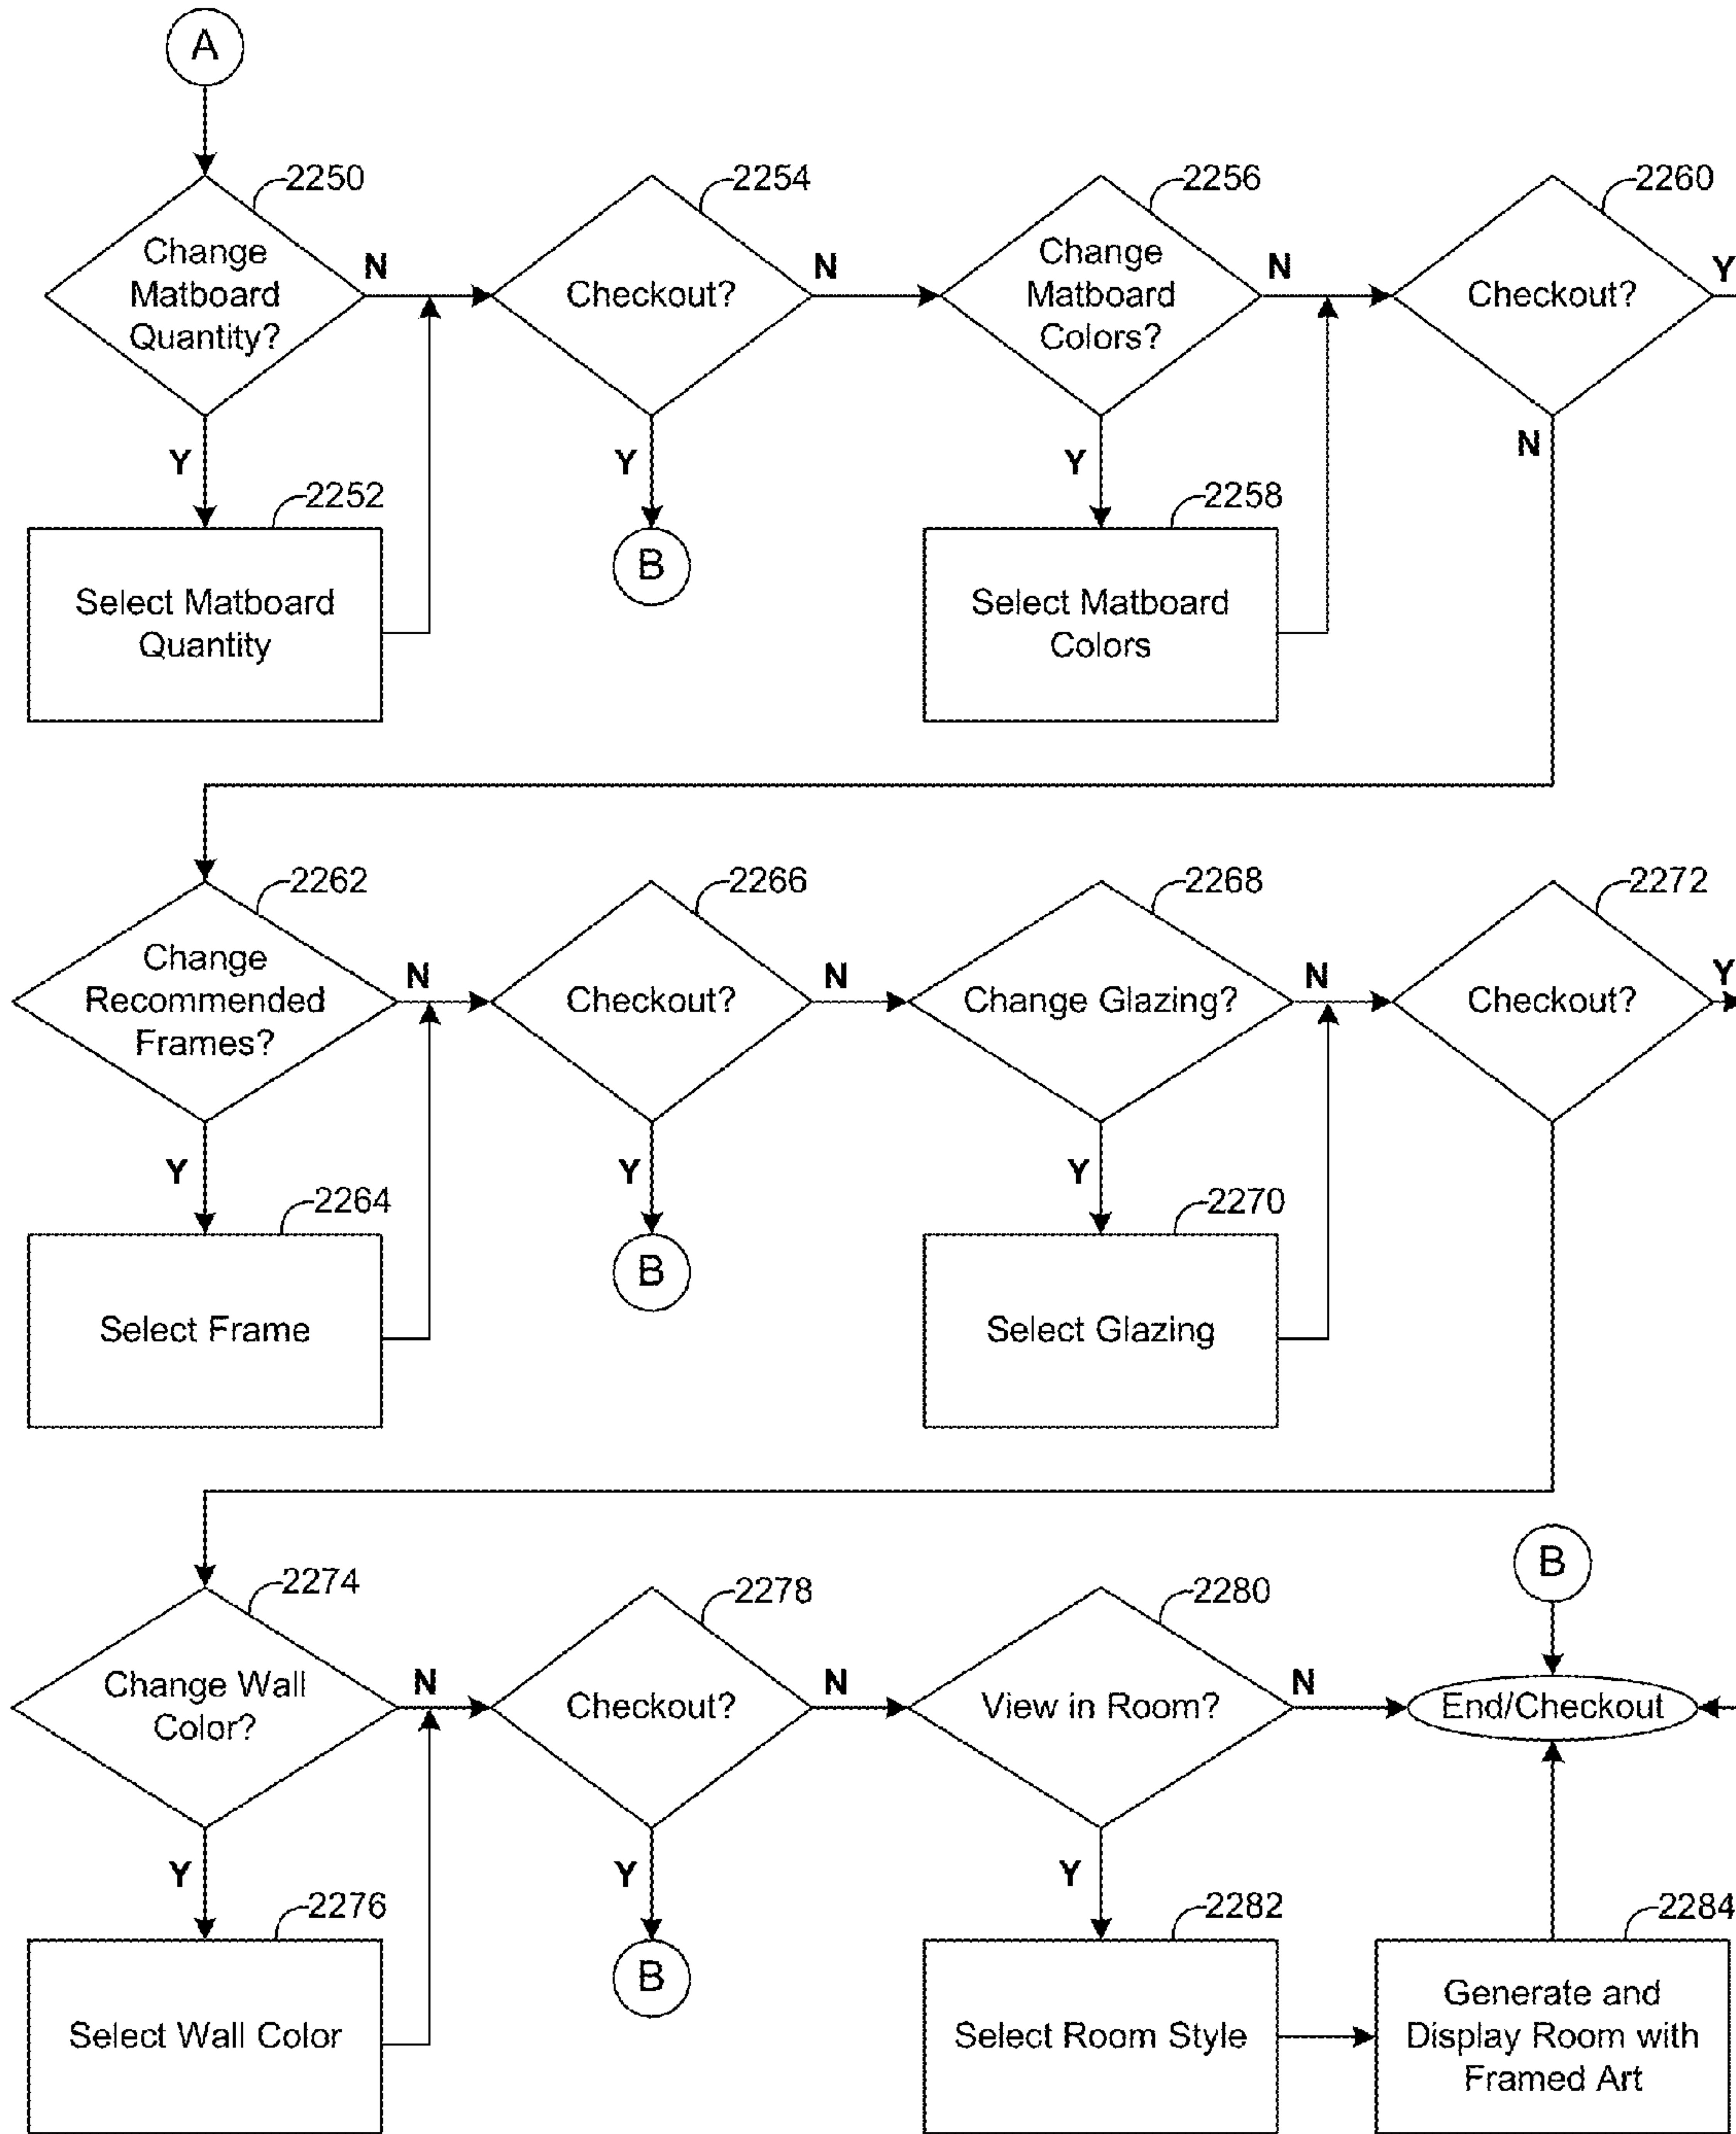 A
2250
Change
Matboard
Quantity?
N
Y
2252
Select Matboard
Quantity
2254
Checkout?
N
Y
B
2256
Change
Matboard
Colors?
N
Y
2258
Select Matboard
Colors
2260
Checkout?
Y
N
2262
Change
Recommended
Frames?
N
Y
2264
Select Frame
2266
Checkout?
N
Y
B
2268
Change Glazing?
N
Y
2270
Select Glazing
2272
Checkout?
Y
2274
Change Wall
Color?
N
Y
2276
Select Wall Color
2278
Checkout?
N
Y
B
2280
View in Room?
N
Y
2282
Select Room Style
B
End/Checkout
2284
Generate and
Display Room with
Framed Art